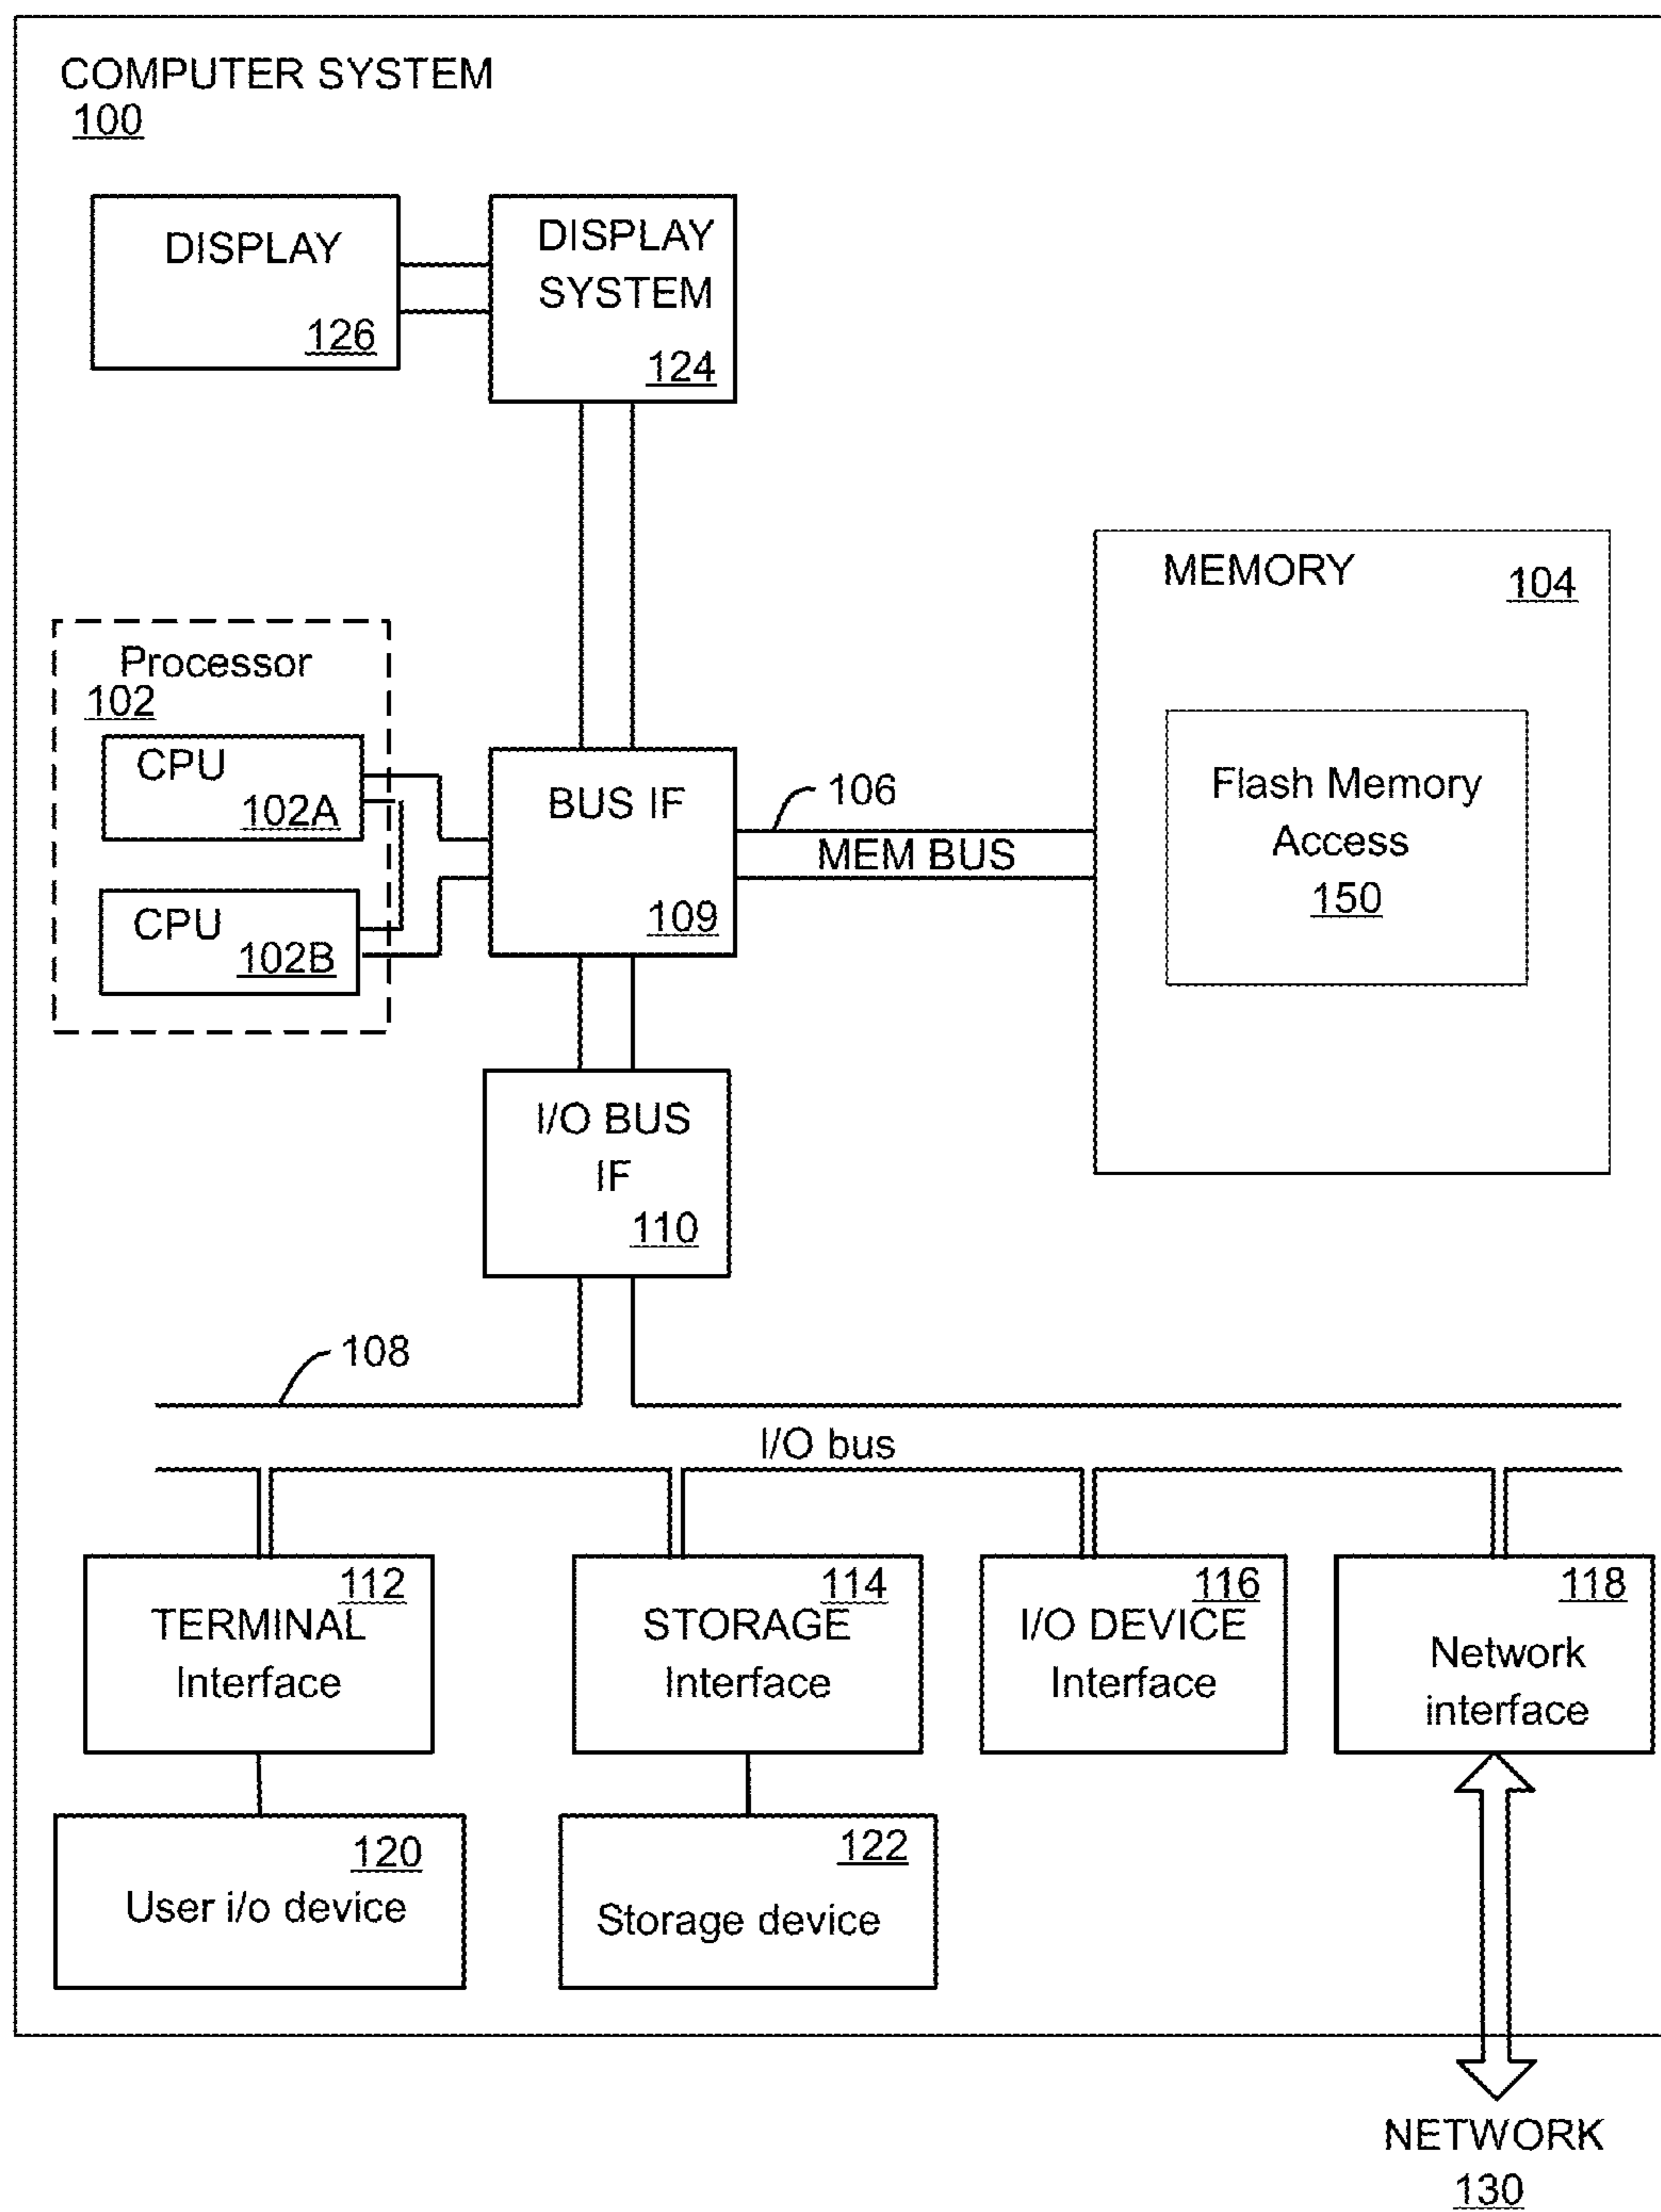 COMPUTER SYSTEM
100
DISPLAY
126
DISPLAY
SYSTEM
124
MEMORY
104
Flash Memory
Access
150
Processor
102
CPU
102A
CPU
102B
BUS IF
109
106
MEM BUS
I/O BUS
IF
110
108
I/O bus
112
TERMINAL
Interface
114
STORAGE
Interface
116
I/O DEVICE
Interface
118
Network
interface
120
User i/o device
122
Storage device
NETWORK
130